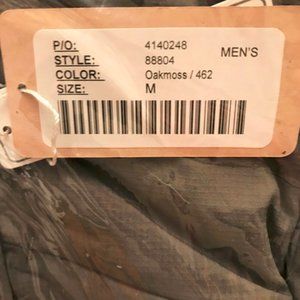 P/O: 4140248 MEN'S
STYLE: 88804
COLOR: Oakmoss / 462
SIZE: M